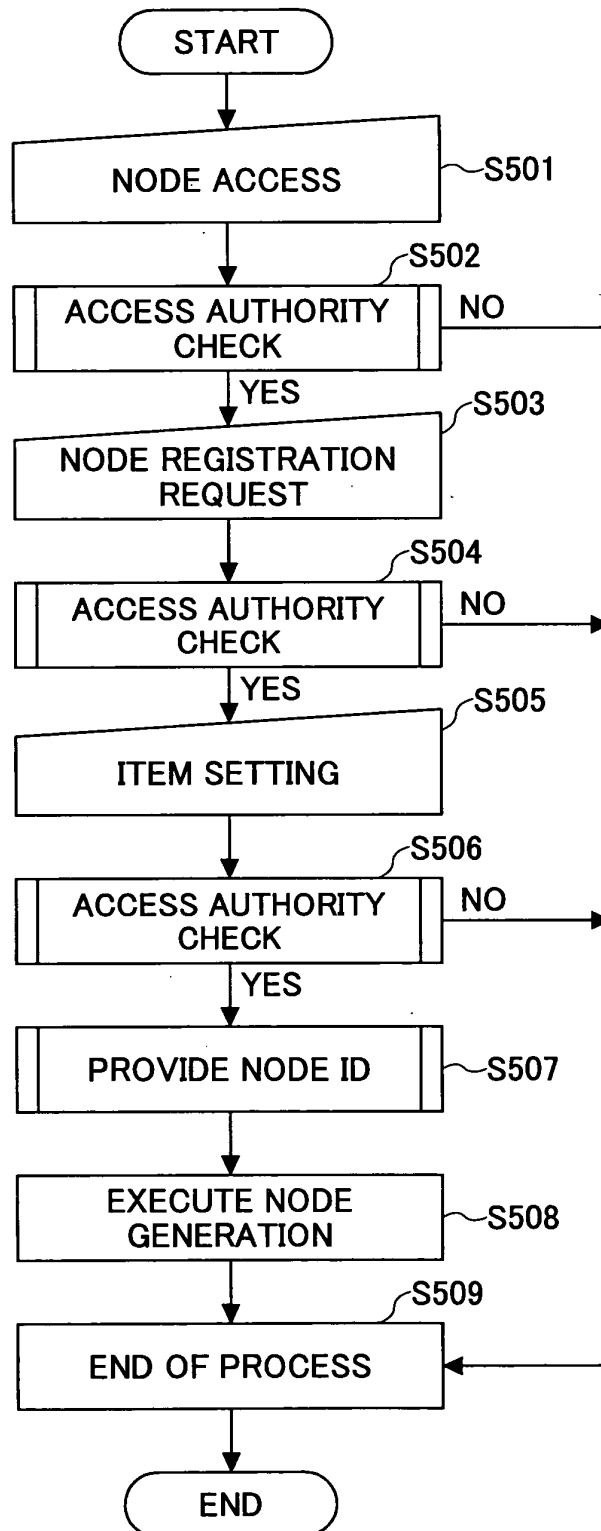 START
NODE ACCESS
S501
S502
ACCESS AUTHORITY
CHECK
NO
YES
S503
NODE REGISTRATION
REQUEST
S504
ACCESS AUTHORITY
CHECK
NO
YES
S505
ITEM SETTING
S506
ACCESS AUTHORITY
CHECK
NO
YES
PROVIDE NODE ID
S507
EXECUTE NODE
GENERATION
S508
S509
END OF PROCESS
END